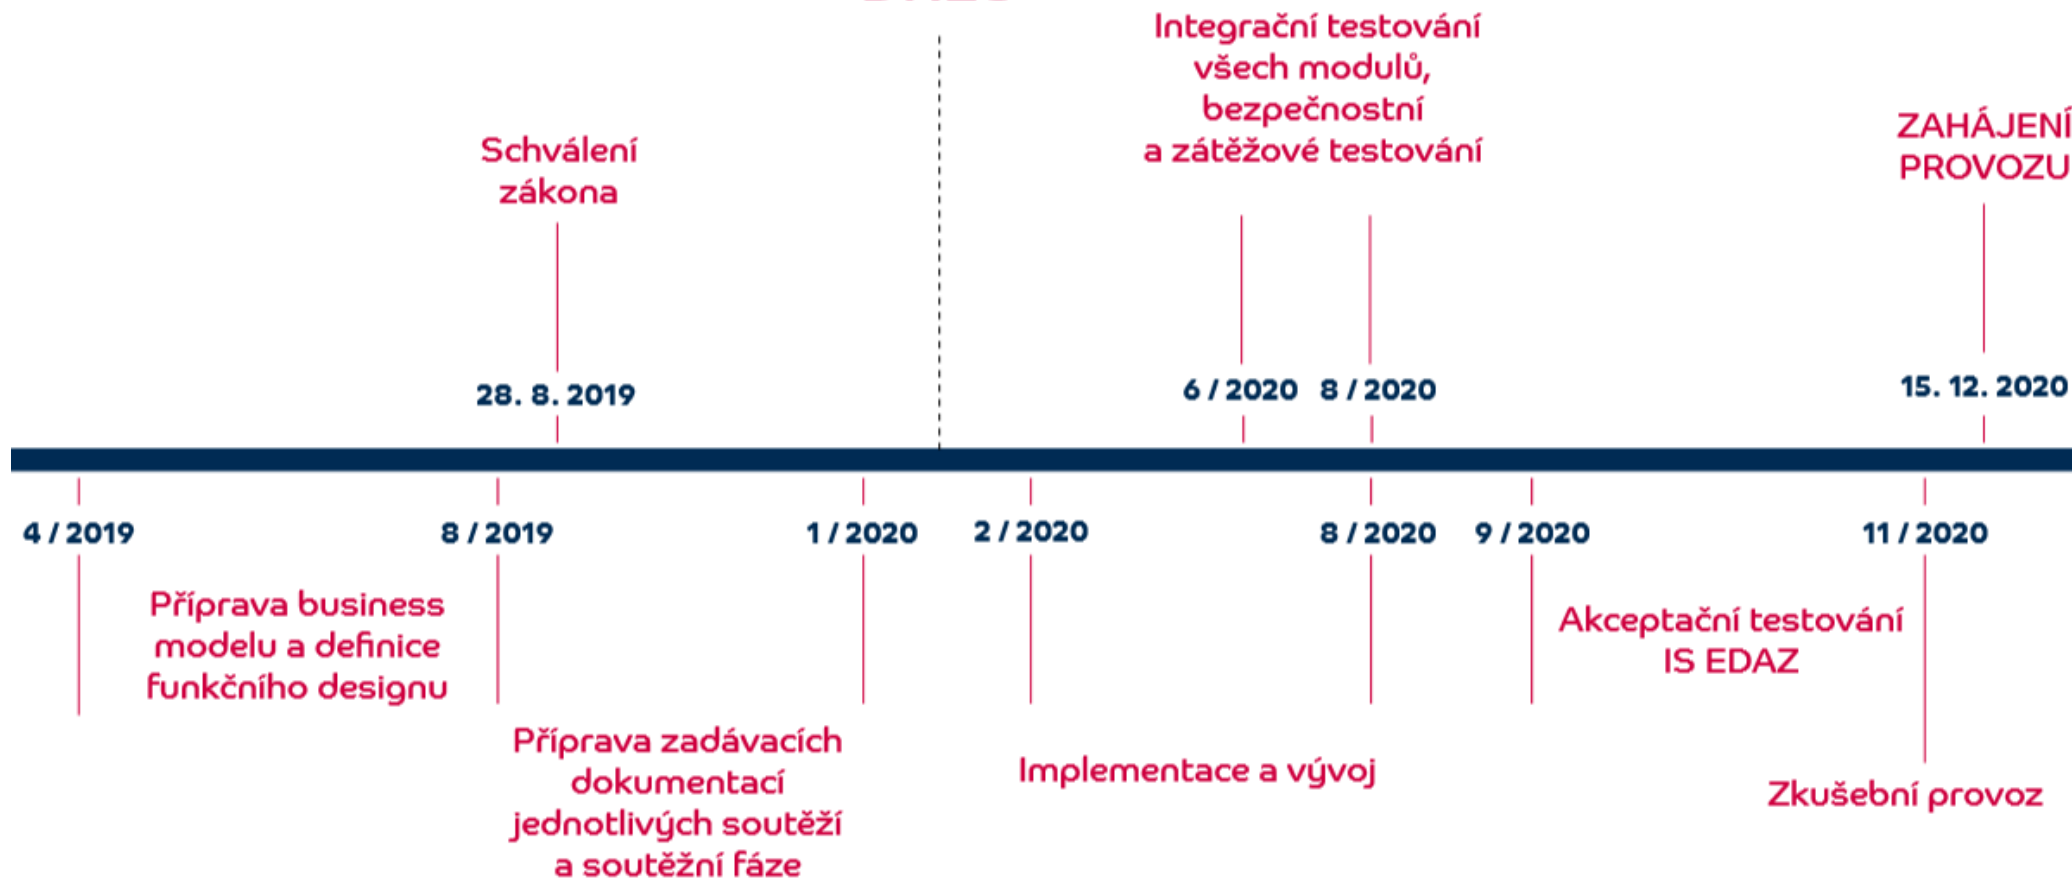 Integrační testování
všech modulů,
bezpečnostní
a zátěžové testování
Schválení
zákona
ZAHÁJENÍ
PROVOZU
28. 8. 2019
6 / 2020
8 / 2020
15. 12. 2020
4 / 2019
8 / 2019
1 / 2020
2 / 2020
8 / 2020
9 / 2020
11 / 2020
Příprava business
modelu a definice
funkčního designu
Akceptační testování
IS EDAZ
Příprava zadávacích
dokumentací
jednotlivých soutěží
a soutěžní fáze
Implementace a vývoj
Zkušební provoz